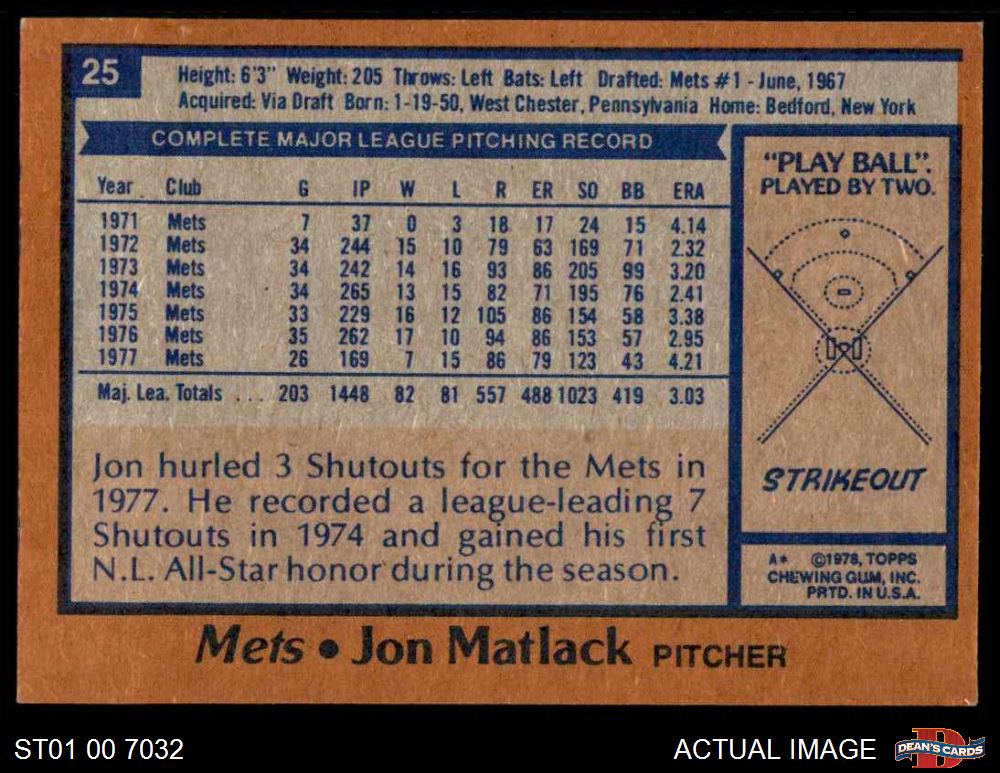 25
Height: 6'3" Weight: 205 Throws: Left Bats: Left Drafted: Mets #1 - June, 1967
Acquired: Via Draft Born: 1-19-50, West Chester, Pennsylvania Home: Bedford, New York
COMPLETE MAJOR LEAGUE PITCHING RECORD
Year Club G IP W L R ER SO BB ERA
1971 Mets 7 37 0 3 18 17 24 15 4.14
1972 Mets 34 244 15 10 79 63 169 71 2.32
1973 Mets 34 242 14 16 93 86 205 99 3.20
1974 Mets 34 265 13 15 82 71 195 76 2.41
1975 Mets 33 229 16 12 105 86 154 58 3.38
1976 Mets 35 262 17 10 94 86 153 57 2.95
1977 Mets 26 169 7 15 86 79 123 43 4.21
Maj. Lea. Totals ... 203 1448 82 81 557 488 1023 419 3.03
Jon hurled 3 Shutouts for the Mets in
1977. He recorded a league-leading 7
Shutouts in 1974 and gained his first
N.L. All-Star honor during the season.
"PLAY BALL".
PLAYED BY TWO.
STRIKEOUT
A* ©1978, TOPPS
CHEWING GUM, INC.
PRTD. IN U.S.A.
Mets • Jon Matlack PITCHER
ST01 00 7032
ACTUAL IMAGE
D
DEAN'S CARDS